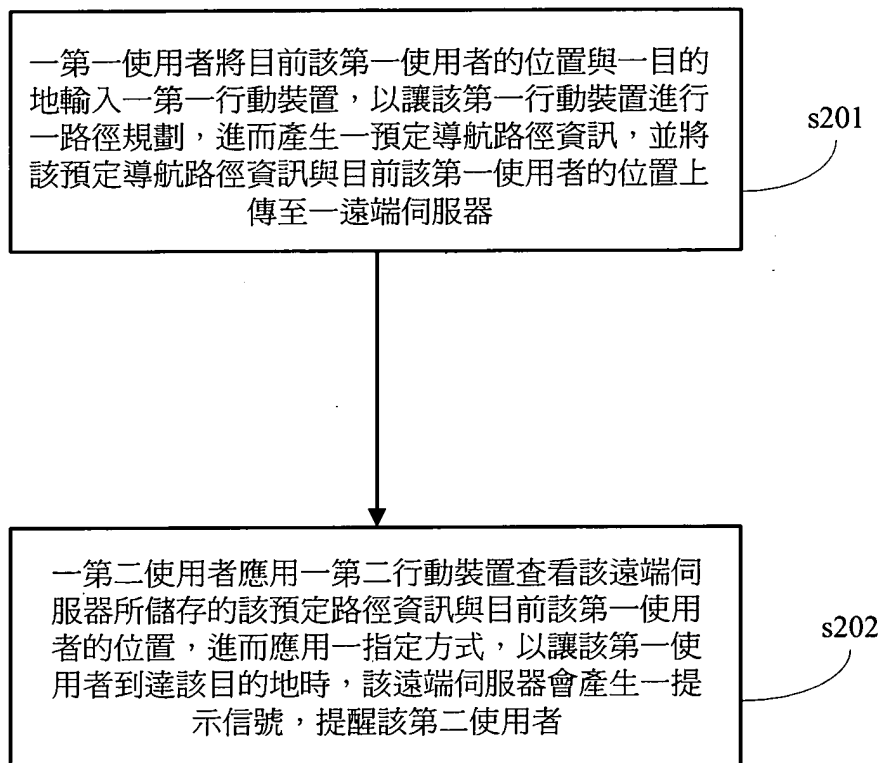 一第一使用者將目前該第一使用者的位置與一目的
地輸入一第一行動裝置，以讓該第一行動裝置進行
一路徑規劃，進而產生一預定導航路徑資訊，並將
該預定導航路徑資訊與目前該第一使用者的位置上
傳至一遠端伺服器
s201
一第二使用者應用一第二行動裝置查看該遠端伺
服器所儲存的該預定路徑資訊與目前該第一使用
者的位置，進而應用一指定方式，以讓該第一使
用者到達該目的地時，該遠端伺服器會產生一提
示信號，提醒該第二使用者
s202